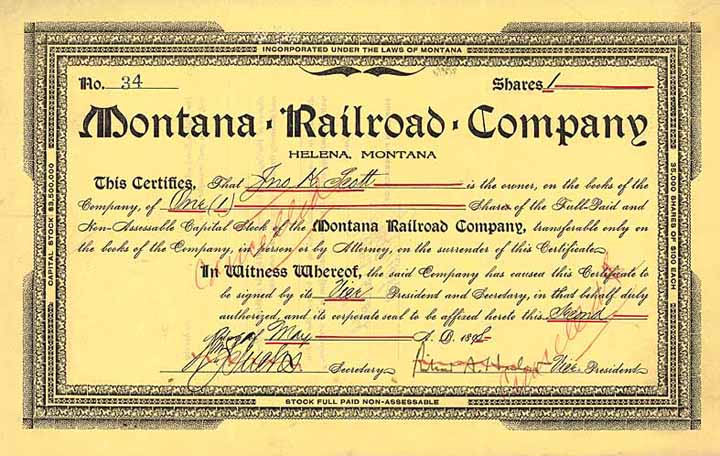 INCORPORATED UNDER THE LAWS OF MONTANA
No. 34 Shares 1
Montana · Railroad · Company
HELENA, MONTANA
This Certifies, That Jno. H. Scott is the owner, on the books of the
Company, of One (1) Shares of the Full-Paid and
Non-Assessable Capital Stock of the Montana Railroad Company, transferable only on
the books of the Company, in person or by Attorney, on the surrender of this Certificate.
In Witness Whereof, the said Company has caused this Certificate to
be signed by its Vice President and Secretary, in that behalf duly
authorized, and its corporate seal to be affixed hereto this Second
Day of May A. D. 189
Secretary. Vice President.
Cancelled
Cancelled
CAPITAL STOCK $3,500,000
35,000 SHARES OF $100 EACH
STOCK FULL PAID NON-ASSESSABLE